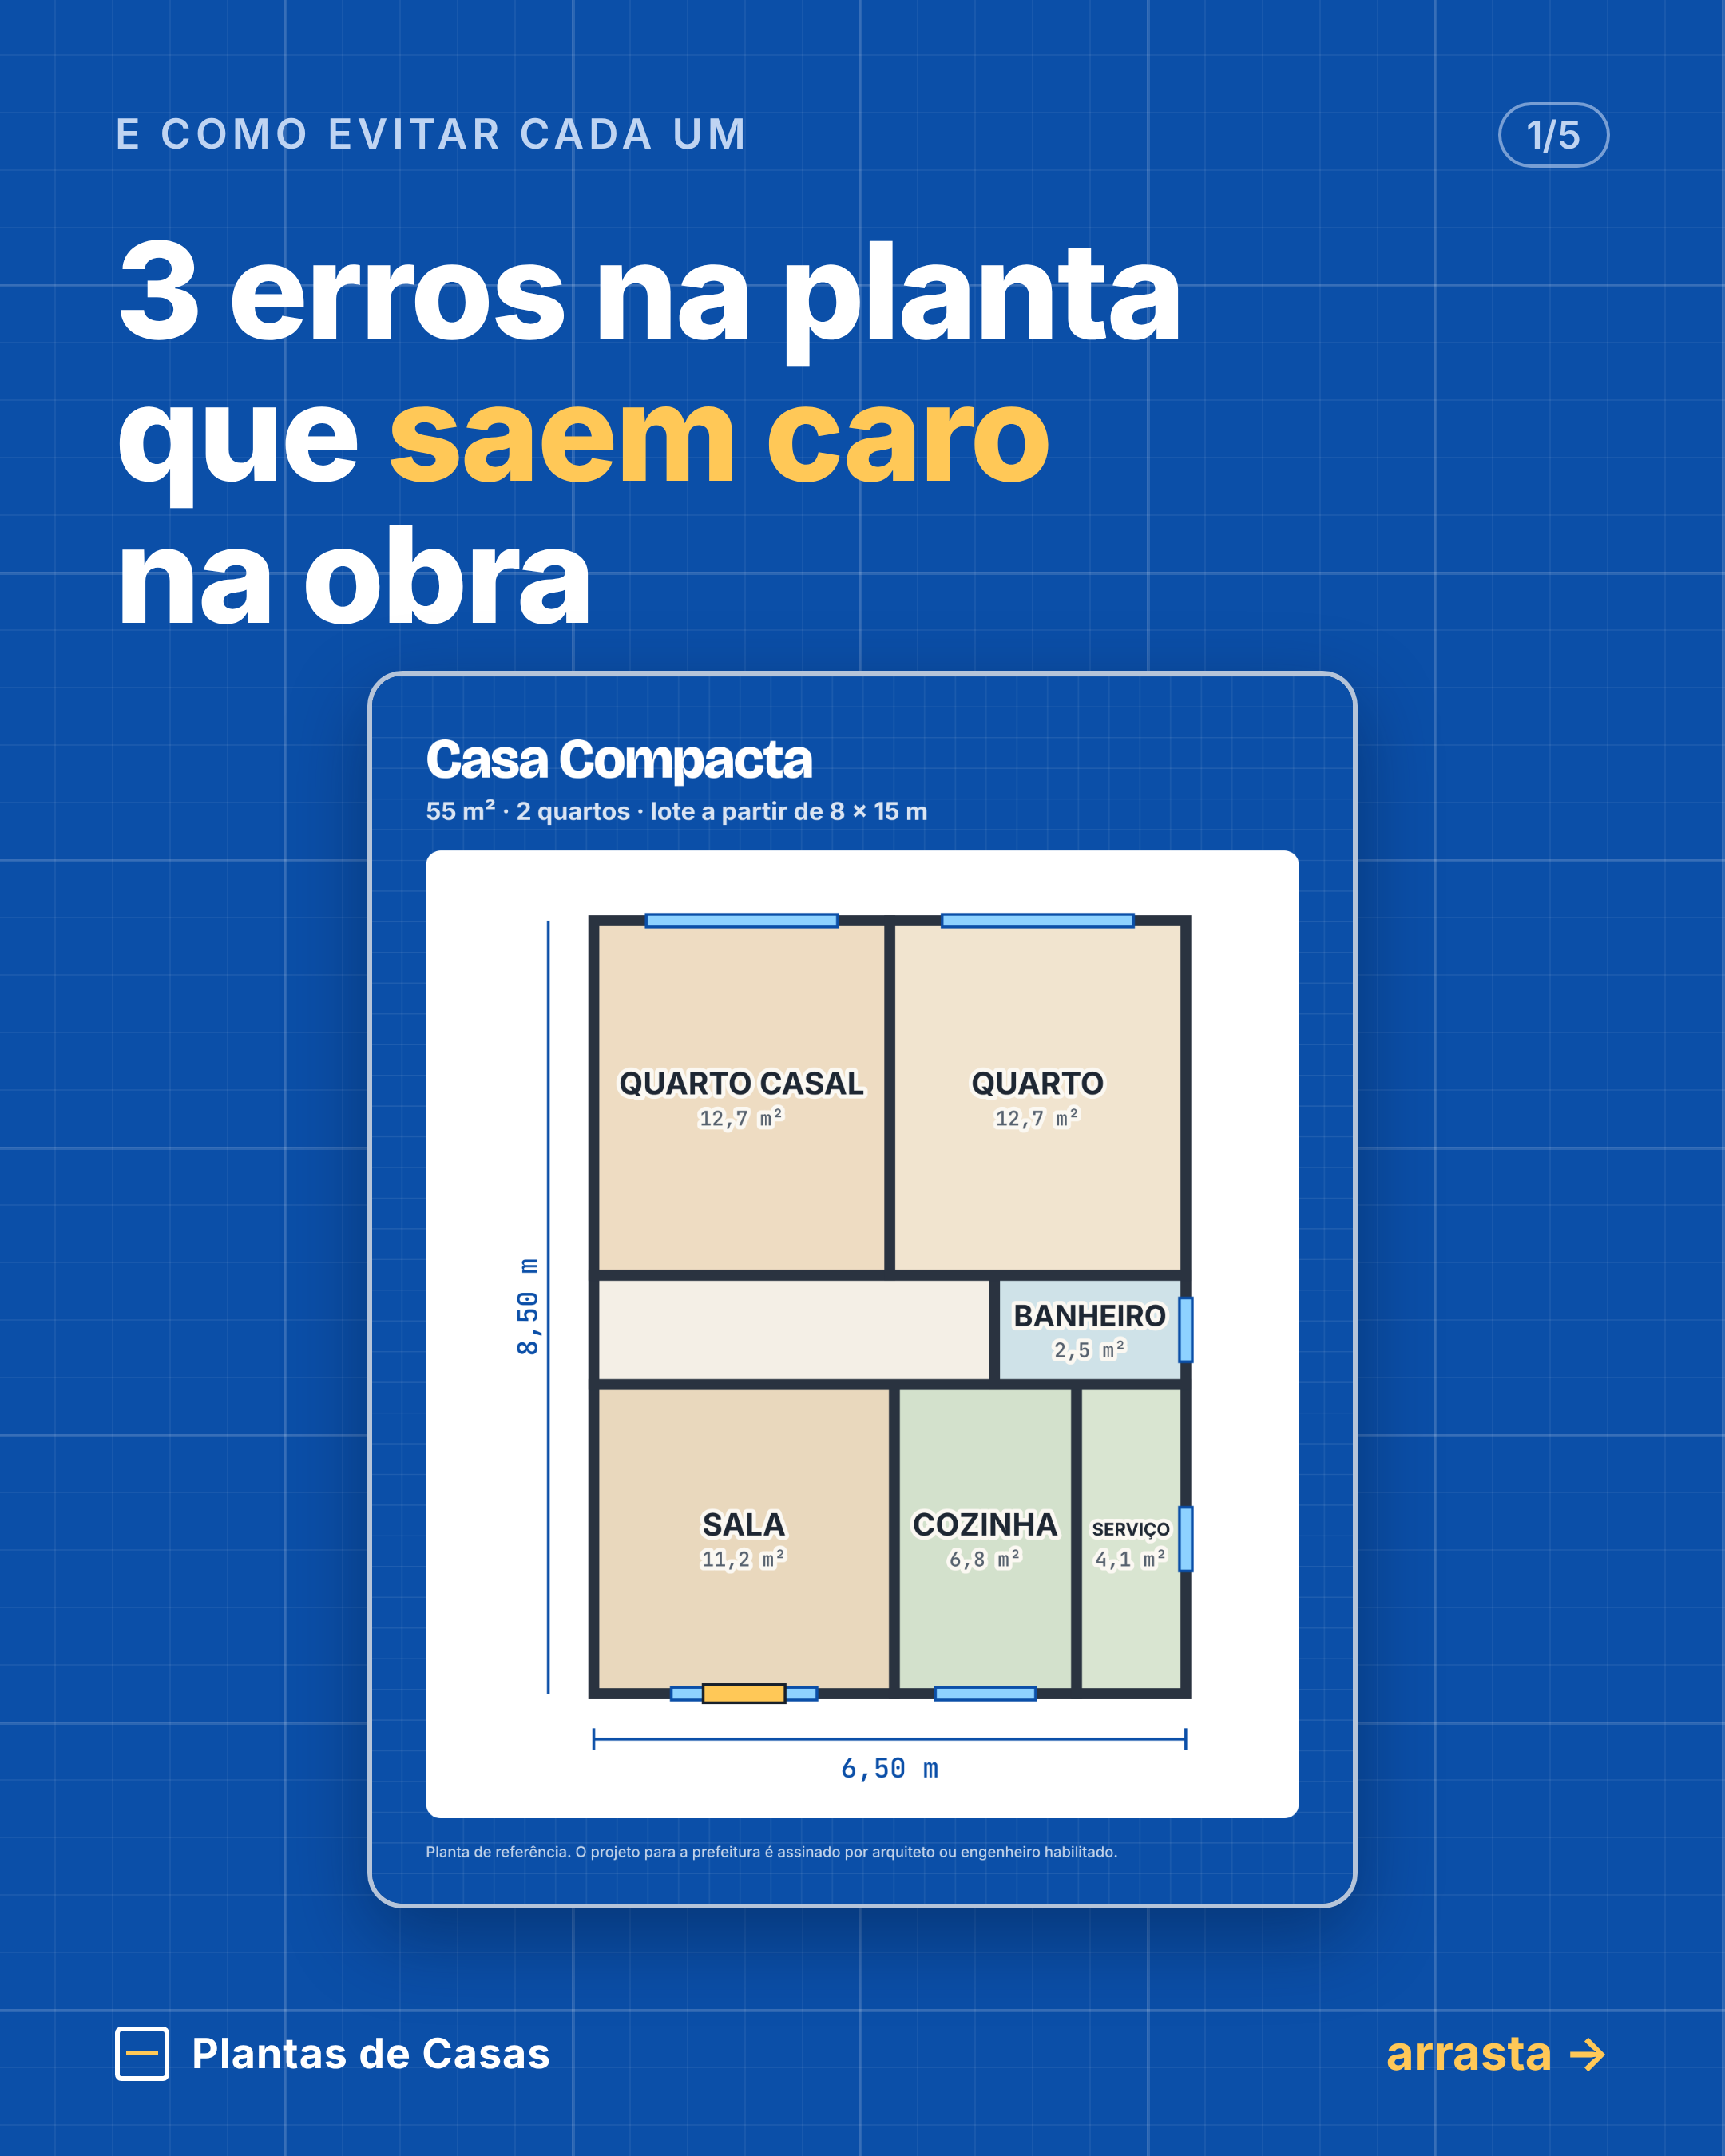 E COMO EVITAR CADA UM
1/5
3 erros na planta
que saem caro
na obra
Casa Compacta
55 m² · 2 quartos · lote a partir de 8 × 15 m
QUARTO CASAL
12,7 m²
QUARTO
12,7 m²
8,50 m
BANHEIRO
2,5 m²
SALA
11,2 m²
COZINHA
6,8 m²
SERVIÇO
4,1 m²
6,50 m
Planta de referência. O projeto para a prefeitura é assinado por arquiteto ou engenheiro habilitado.
Plantas de Casas
arrasta →